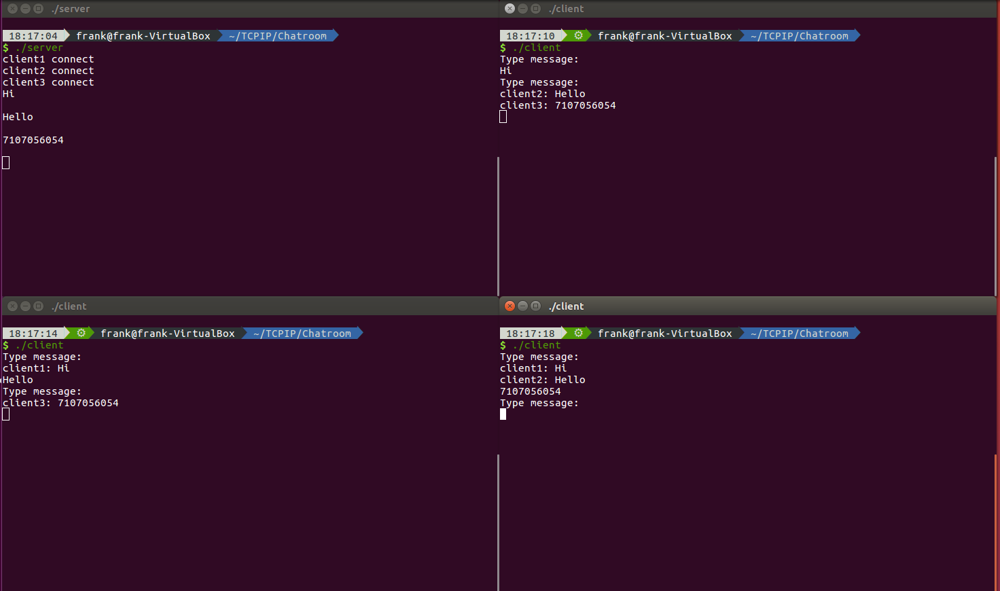 ./server
18:17:04 frank@frank-VirtualBox ~/TCPIP/Chatroom
$ ./server
client1 connect
client2 connect
client3 connect
Hi
Hello
7107056054
./client
18:17:10 ⚙ frank@frank-VirtualBox ~/TCPIP/Chatroom
$ ./client
Type message:
Hi
Type message:
client2: Hello
client3: 7107056054
./client
18:17:14 ⚙ frank@frank-VirtualBox ~/TCPIP/Chatroom
$ ./client
Type message:
client1: Hi
Hello
Type message:
client3: 7107056054
./client
18:17:18 ⚙ frank@frank-VirtualBox ~/TCPIP/Chatroom
$ ./client
Type message:
client1: Hi
client2: Hello
7107056054
Type message: